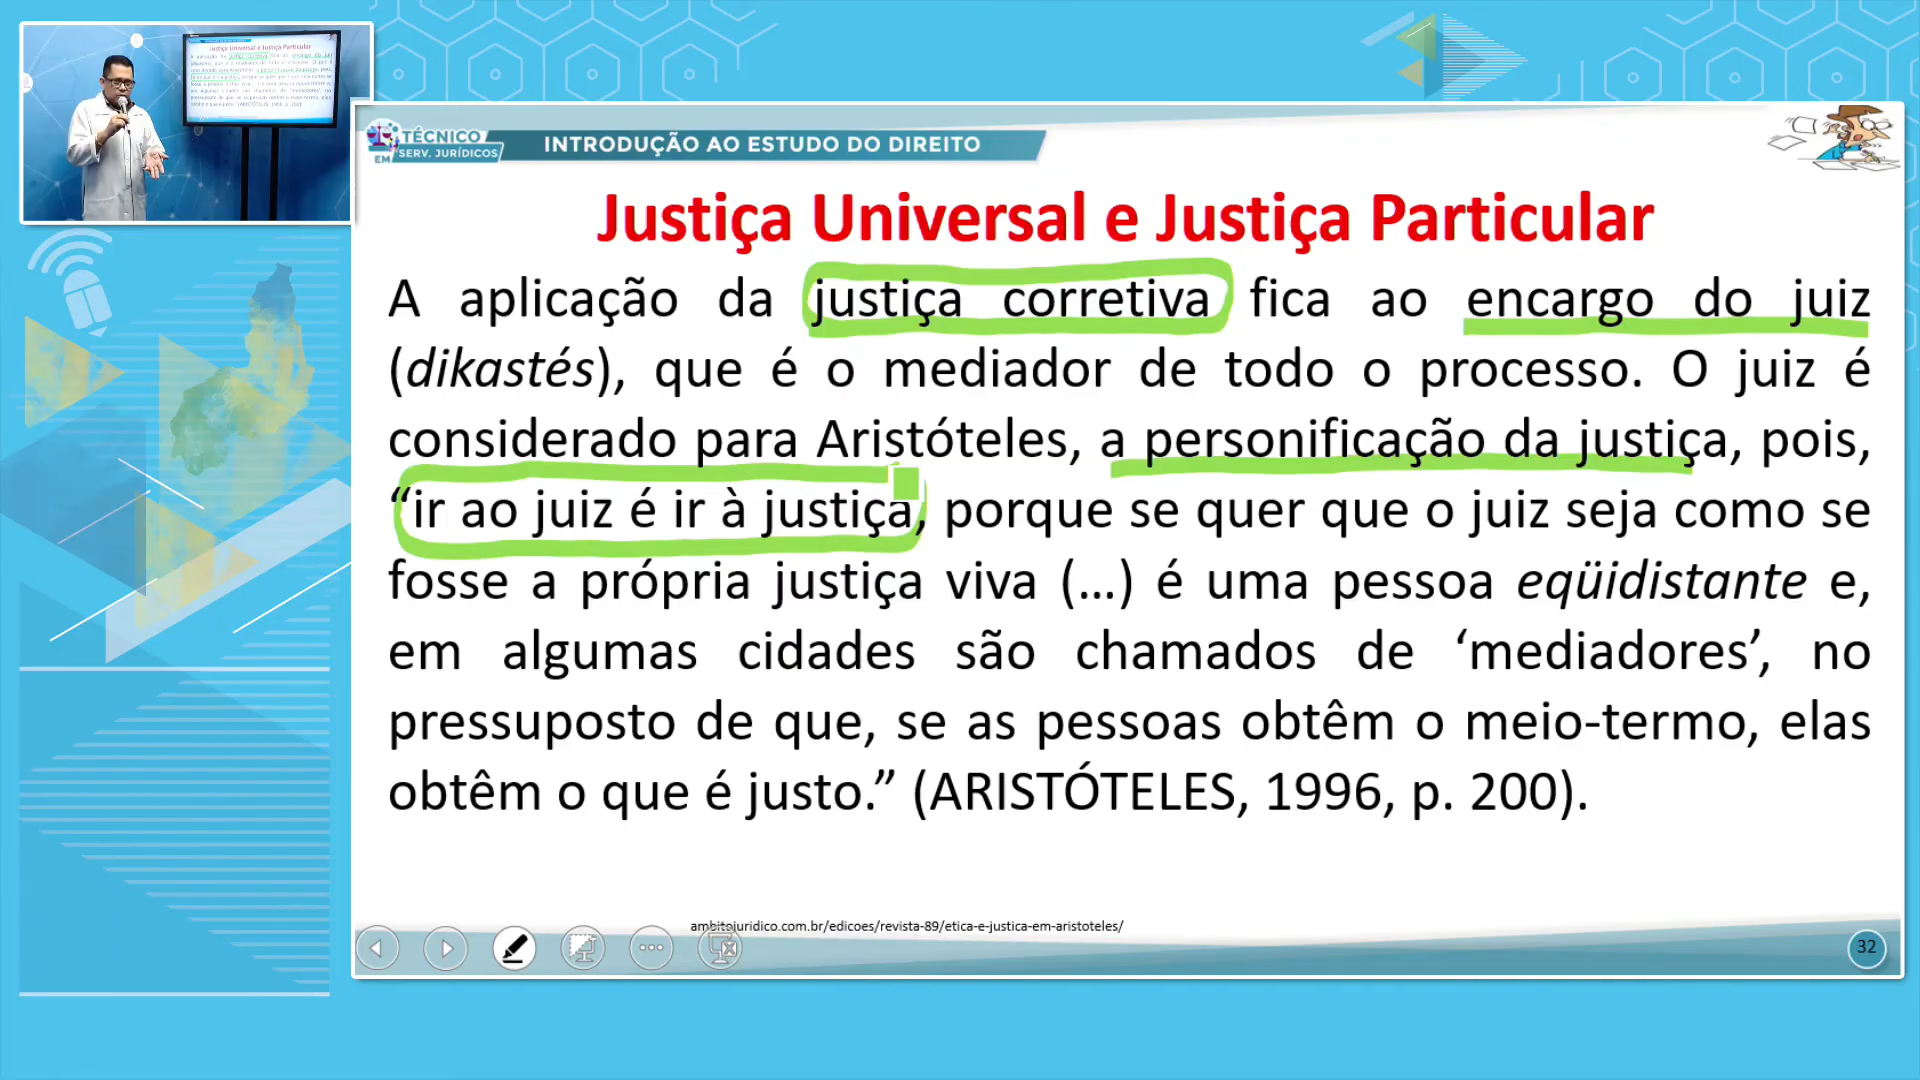 TÉCNICO
EM SERV. JURÍDICOS
INTRODUÇÃO AO ESTUDO DO DIREITO
Justiça Universal e Justiça Particular
A aplicação da justiça corretiva fica ao encargo do juiz
(dikastés), que é o mediador de todo o processo. O juiz é
considerado para Aristóteles, a personificação da justiça, pois,
“ir ao juiz é ir à justiça, porque se quer que o juiz seja como se
fosse a própria justiça viva (...) é uma pessoa eqüidistante e,
em algumas cidades são chamados de ‘mediadores’, no
pressuposto de que, se as pessoas obtêm o meio-termo, elas
obtêm o que é justo.” (ARISTÓTELES, 1996, p. 200).
ambitojuridico.com.br/edicoes/revista-89/etica-e-justica-em-aristoteles/
32